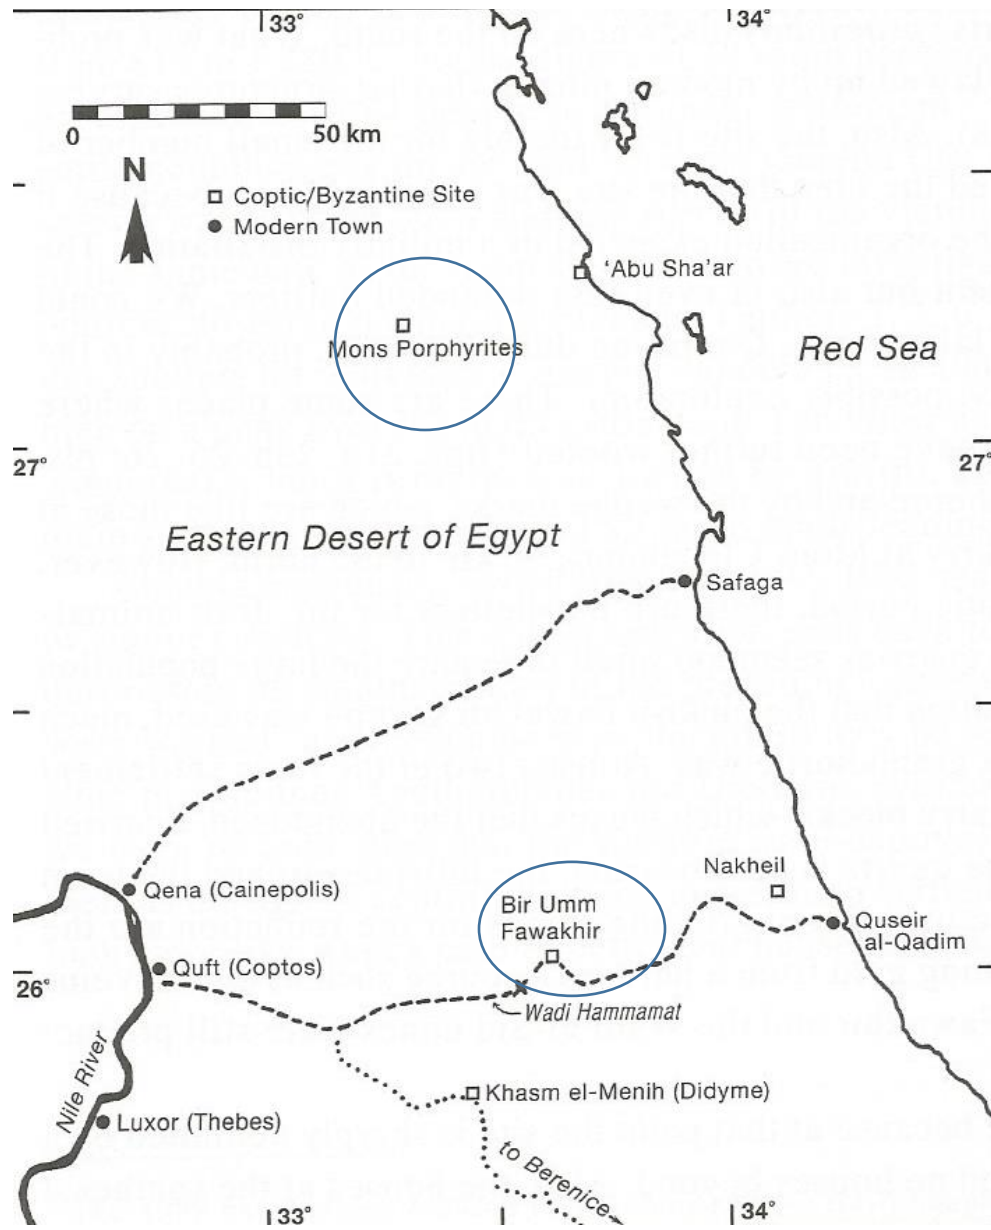 33° 34°
0 50 km
N
Coptic/Byzantine Site
Modern Town
'Abu Sha'ar
Mons Porphyrites
Red Sea
27° 27°
Eastern Desert of Egypt
Safaga
Nakheil
Qena (Cainepolis)
Bir Umm
Fawakhir
Quseir
al-Qadim
Quft (Coptos)
26°
Wadi Hammamat
Nile River
Khasm el-Menih (Didyme)
Luxor (Thebes)
to Berenice
33° 34°